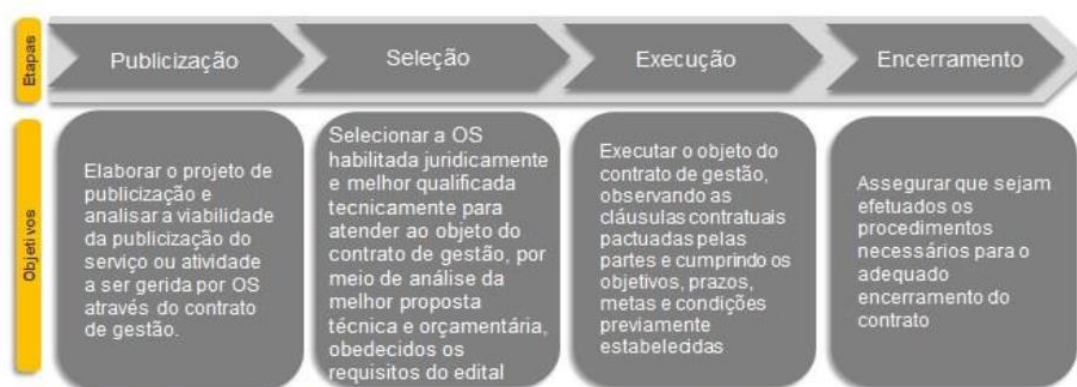 Etapas
Publicização
Seleção
Execução
Encerramento
Objetivos
Elaborar o projeto de
publicização e
analisar a viabilidade
da publicização do
serviço ou atividade
a ser gerida por OS
através do contrato
de gestão.
Selecionar a OS
habilitada juridicamente
e melhor qualificada
tecnicamente para
atender ao objeto do
contrato de gestão, por
meio de análise da
melhor proposta
técnica e orçamentária,
obedecidos os
requisitos do edital
Executar o objeto do
contrato de gestão,
observando as
cláusulas contratuais
pactuadas pelas
partes e cumprindo os
objetivos, prazos,
metas e condições
previamente
estabelecidas
Assegurar que sejam
efetuados os
procedimentos
necessários para o
adequado
encerramento do
contrato